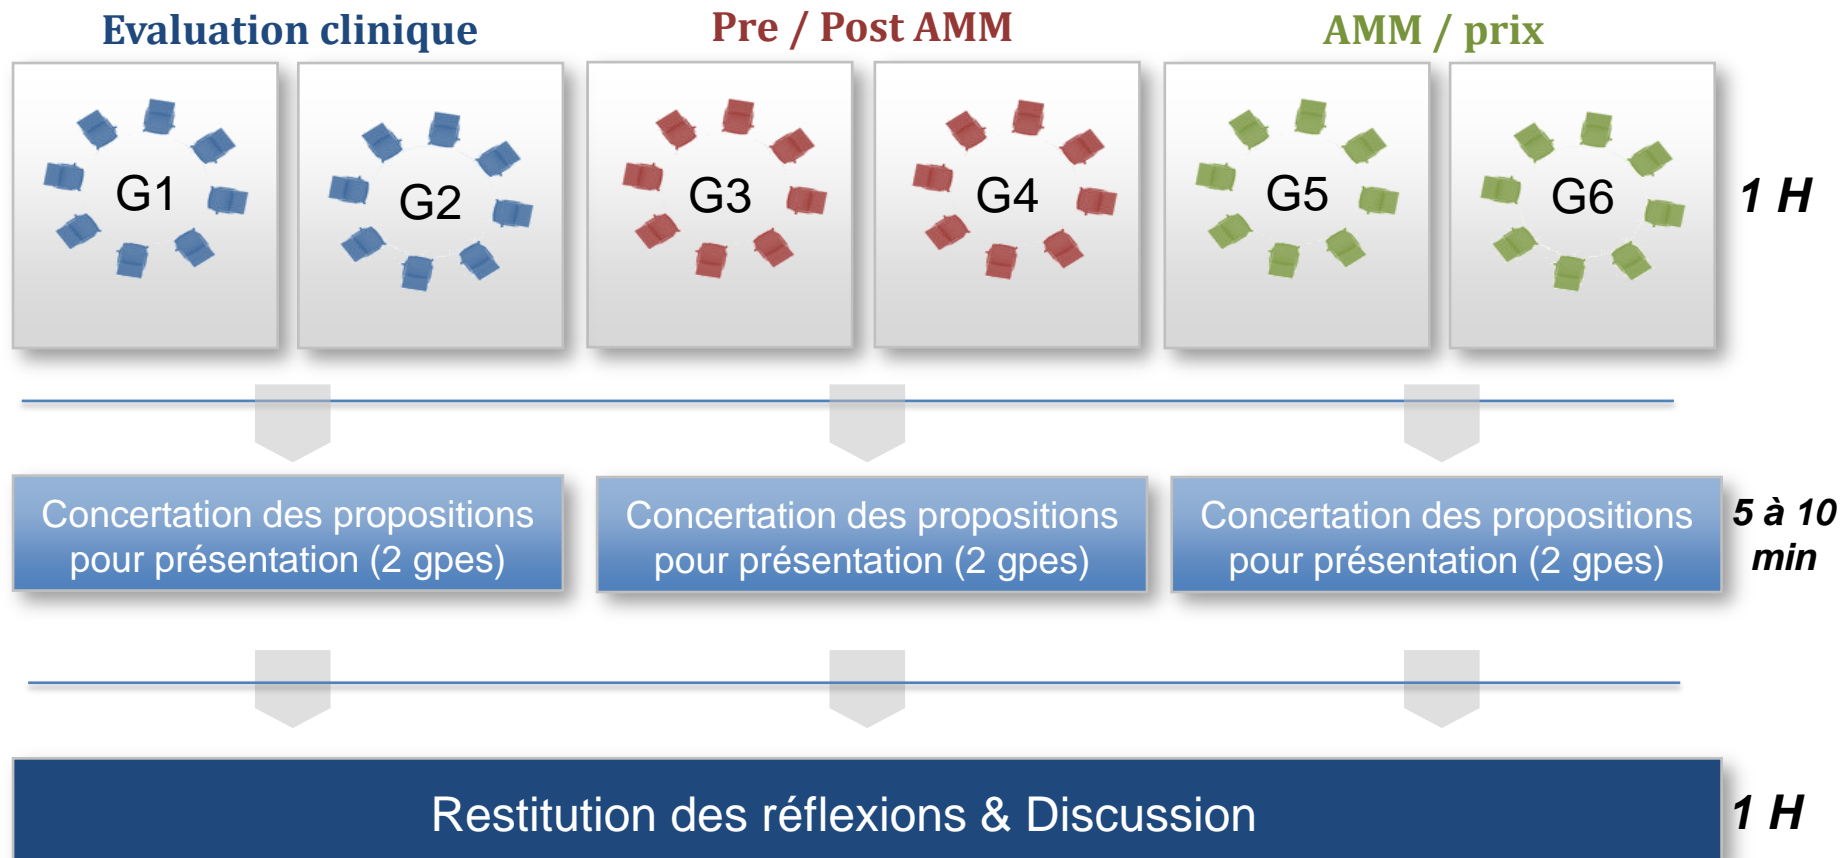 Evaluation clinique
Pre / Post AMM
AMM / prix
G1
G2
G3
G4
G5
G6
1 H
Concertation des propositions
pour présentation (2 gpes)
Concertation des propositions
pour présentation (2 gpes)
Concertation des propositions
pour présentation (2 gpes)
5 à 10
min
Restitution des réflexions & Discussion
1 H